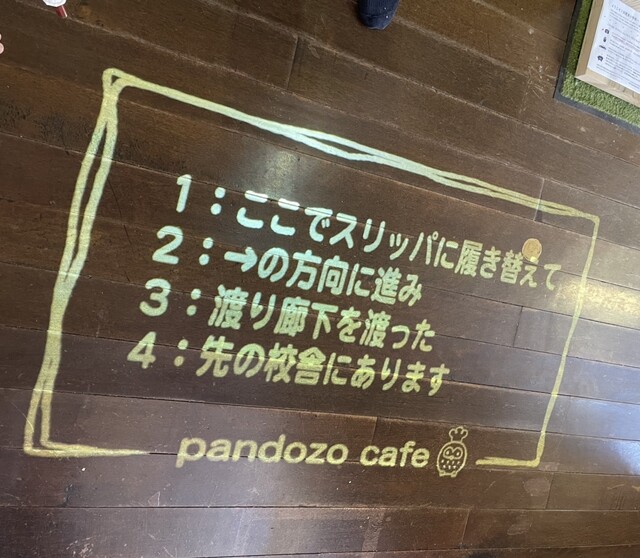 1：ここでスリッパに履き替えて
2：→の方向に進み
3：渡り廊下を渡った
4：先の校舎にあります
pandozo cafe